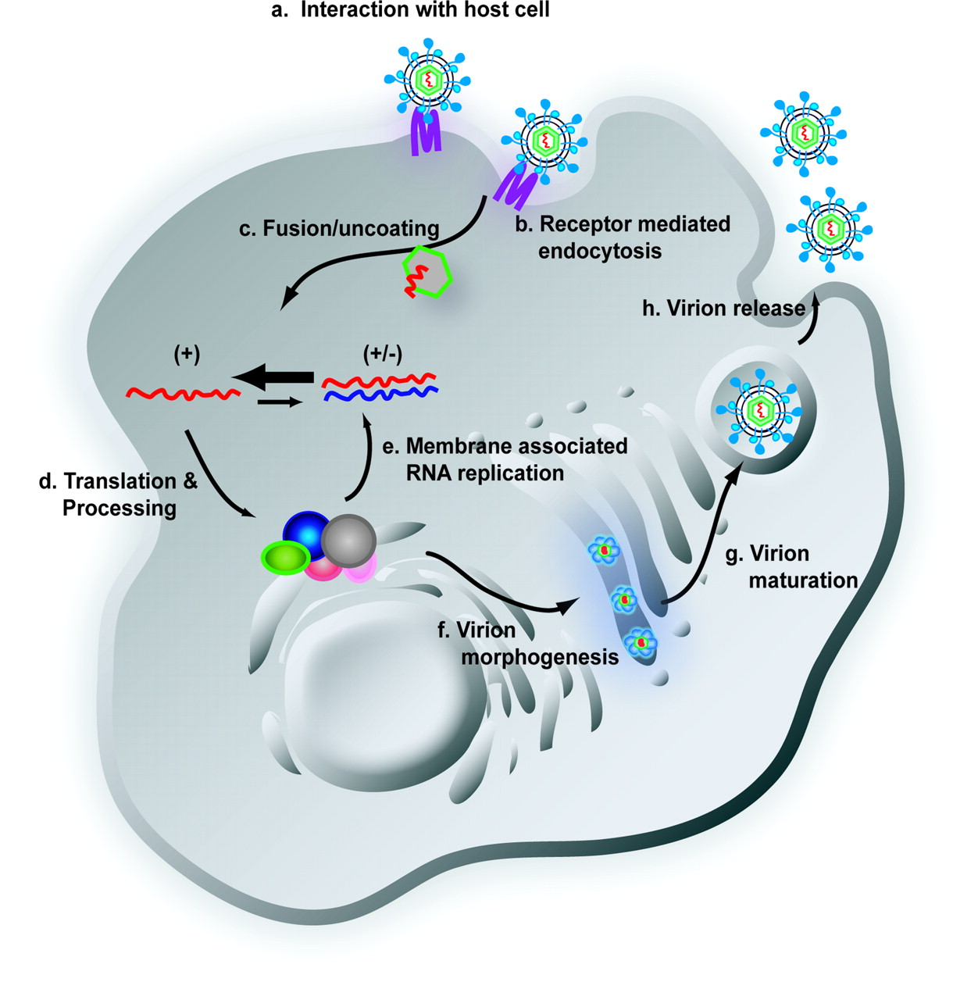 a. Interaction with host cell
b. Receptor mediated
endocytosis
c. Fusion/uncoating
h. Virion release
(+)
(+/-)
e. Membrane associated
RNA replication
d. Translation &
Processing
g. Virion
maturation
f. Virion
morphogenesis